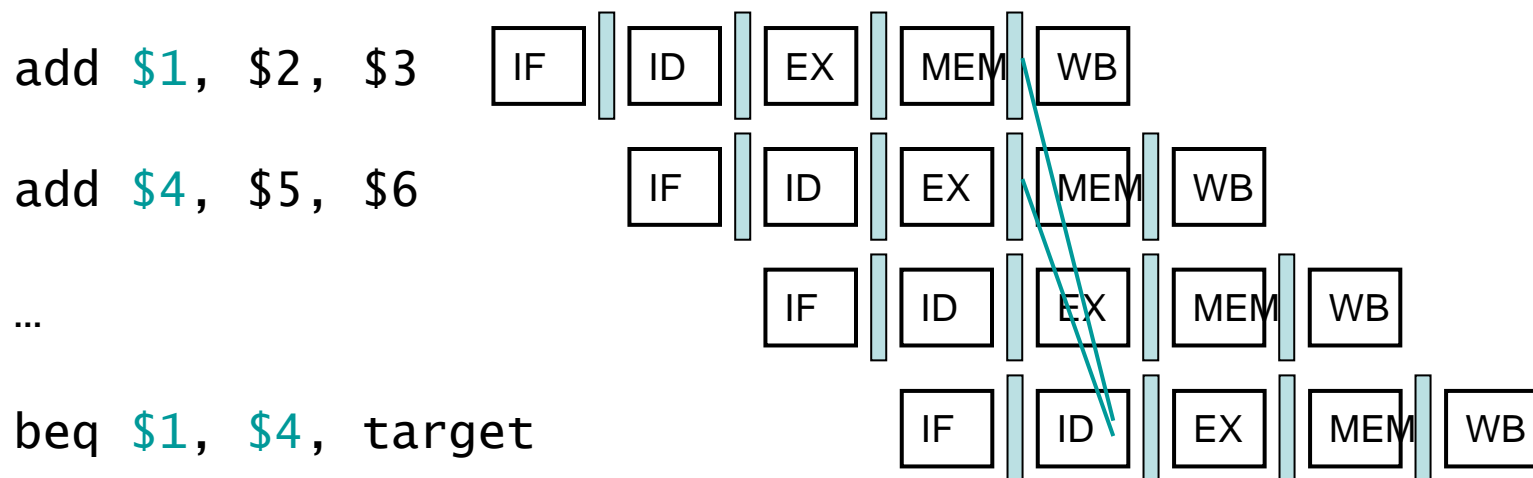 add $1, $2, $3 IF ID EX MEM WB
add $4, $5, $6 IF ID EX MEM WB
… IF ID EX MEM WB
beq $1, $4, target IF ID EX MEM WB